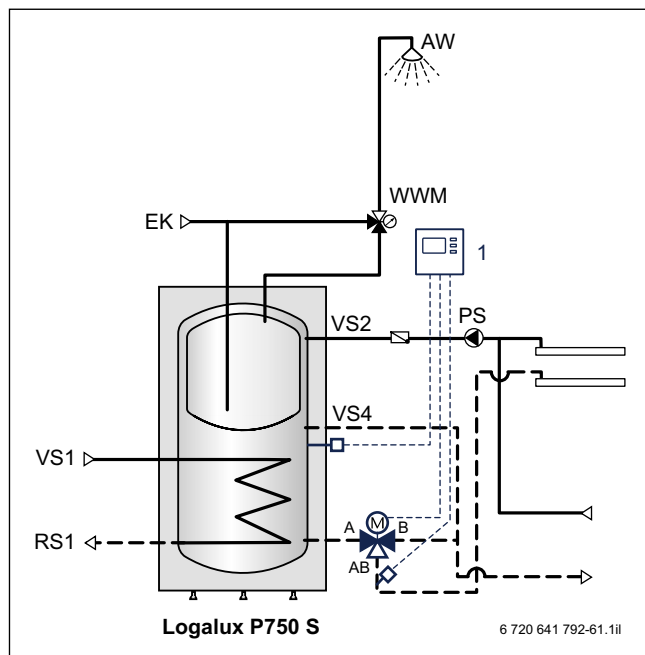 AW
WWM
EK
1
VS2
PS
VS4
VS1
M
A
B
RS1
AB
Logalux P750 S
6 720 641 792-61.1il